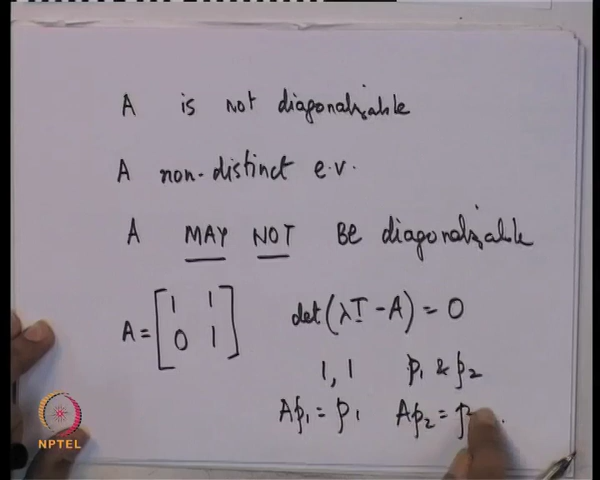 A is not diagonalizable
A non-distinct e.v.
A MAY NOT BE diagonalizable
A = [1 1
0 1] det(λI - A) = 0
1, 1 p₁ & p₂
Ap₁ = p₁ Ap₂ =
NPTEL